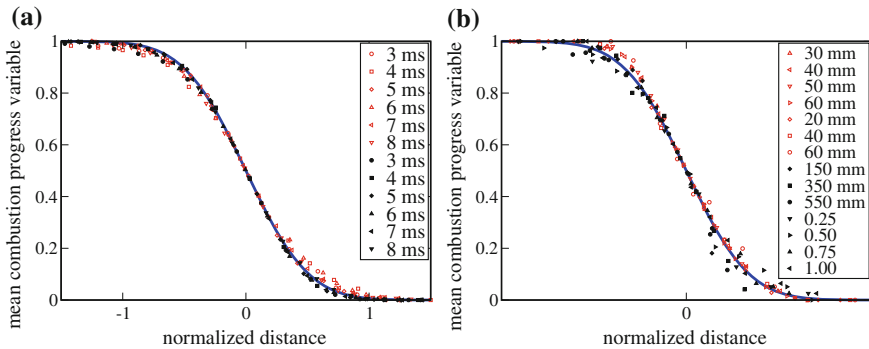 (a)
mean combustion progress variable
1
0.8
0.6
0.4
0.2
0
-1
0
1
normalized distance
3 ms
4 ms
5 ms
6 ms
7 ms
8 ms
3 ms
4 ms
5 ms
6 ms
7 ms
8 ms
(b)
mean combustion progress variable
1
0.8
0.6
0.4
0.2
0
0
normalized distance
30 mm
40 mm
50 mm
60 mm
20 mm
40 mm
60 mm
150 mm
350 mm
550 mm
0.25
0.50
0.75
1.00